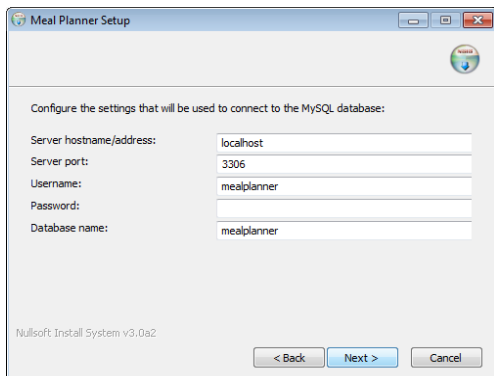 Meal Planner Setup
Configure the settings that will be used to connect to the MySQL database:
Server hostname/address: localhost
Server port: 3306
Username: mealplanner
Password:
Database name: mealplanner
Nullsoft Install System v3.0a2
< Back Next > Cancel